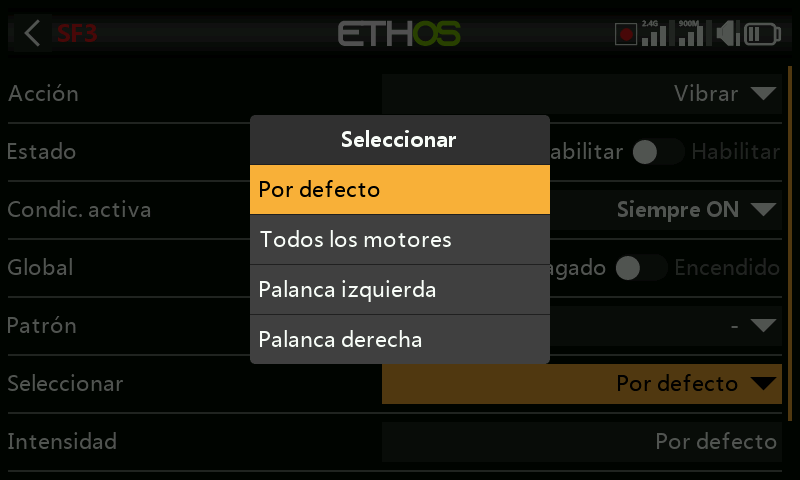 SF3
ETHOS
2.4G
900M
Acción
Vibrar
Seleccionar
Estado
abilitar
Habilitar
Por defecto
Condic. activa
Siempre ON
Todos los motores
Global
agado
Encendido
Palanca izquierda
Patrón
-
Palanca derecha
Seleccionar
Por defecto
Intensidad
Por defecto